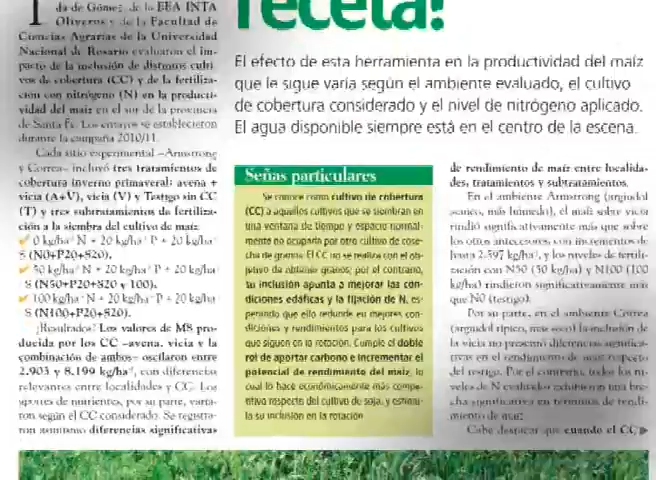 receta!
El efecto de esta herramienta en la productividad del maíz
que le sigue varía según el ambiente evaluado, el cultivo
de cobertura considerado y el nivel de nitrógeno aplicado.
El agua disponible siempre está en el centro de la escena.
da de Gómez, de la EEA INTA
Oliveros y de la Facultad de
Ciencias Agrarias de la Universidad
Nacional de Rosario evaluaron el im-
pacto de la inclusión de distintos culti-
vos de cobertura (CC) y de la fertiliza-
ción con nitrógeno (N) en la producti-
vidad del maíz en el sur de la provincia
de Santa Fe. Los ensayos se establecieron
durante la campaña 2010/11.
Cada sitio experimental –Armstrong
y Correa– incluyó tres tratamientos de
cobertura inverno primaveral: avena +
vicia (A+V), vicia (V) y Testigo sin CC
(T) y tres subtratamientos de fertiliza-
ción a la siembra del cultivo de maíz:
0 kg/ha N + 20 kg/ha P + 20 kg/ha
S (N0+P20+S20).
50 kg/ha N + 20 kg/ha P + 20 kg/ha
S (N50+P20+S20 y 100).
100 kg/ha N + 20 kg/ha P + 20 kg/ha
S (N100+P20+S20).
¿Resultados? Los valores de MS pro-
ducida por los CC –avena, vicia y la
combinación de ambos– oscilaron entre
2.903 y 8.199 kg/ha, con diferencias
relevantes entre localidades y CC. Los
aportes de nutrientes, por su parte, varia-
ron según el CC considerado. Se registra-
ron asimismo diferencias significativas
Señas particulares
Se conoce como cultivo de cobertura
(CC) a aquellos cultivos que se siembran en
una ventana de tiempo y espacio normal-
mente no ocupada por otro cultivo de cose-
cha de granos. El CC no se realiza con el ob-
jetivo de obtener granos; por el contrario,
su inclusión apunta a mejorar las con-
diciones edáficas y la fijación de N, es-
perando que ello redunde en mejores con-
diciones y rendimientos para los cultivos
que siguen en la rotación. Cumple el doble
rol de aportar carbono e incrementar el
potencial de rendimiento del maíz, lo
cual lo hace económicamente más compe-
titivo respecto del cultivo de soja, y estimu-
la su inclusión en la rotación.
de rendimiento de maíz entre localida-
des, tratamientos y subtratamientos.
En el ambiente Armstrong (argiudol
ácuico, más húmedo), el maíz sobre vicia
rindió significativamente más que sobre
los otros antecesores, con incrementos de
hasta 2.597 kg/ha, y los niveles de fertili-
zación con N50 (50 kg/ha) y N100 (100
kg/ha) rindieron significativamente más
que N0 (testigo).
Por su parte, en el ambiente Correa
(argiudol típico, más seco) la inclusión de
la vicia no presentó diferencias significa-
tivas en el rendimiento de maíz respecto
del testigo. Por el contrario, todos los ni-
veles de N evaluados exhibieron una bre-
cha significativa en términos de rendi-
miento de maíz.
Cabe destacar que cuando el CC